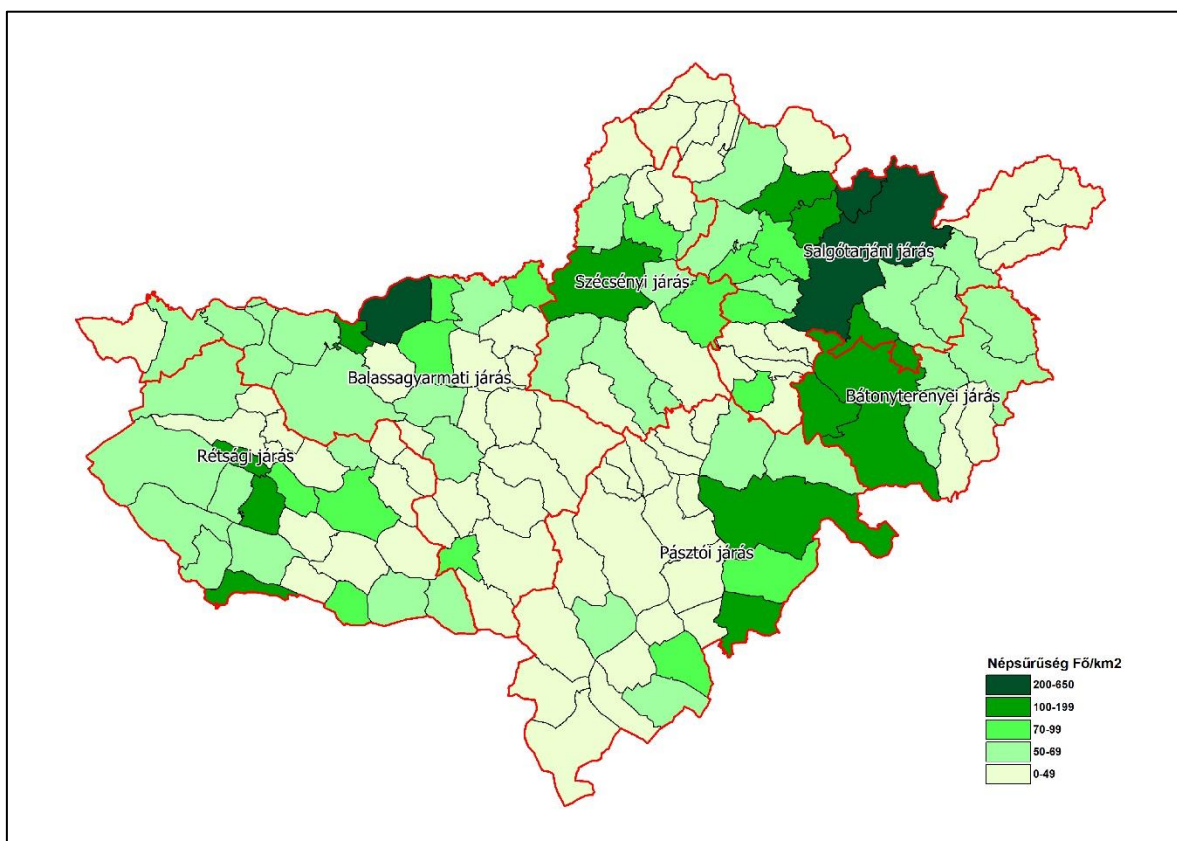 Salgótarjáni járás
Szécsényi járás
Balassagyarmati járás
Bátonyterenyei járás
Rétsági járás
Pásztói járás
Népsűrűség Fő/km2
200-650
100-199
70-99
50-69
0-49